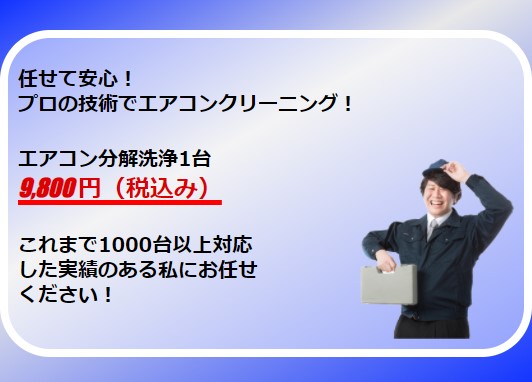 任せて安心！
プロの技術でエアコンクリーニング！
エアコン分解洗浄1台
9,800円（税込み）
これまで1000台以上対応
した実績のある私にお任せ
ください！